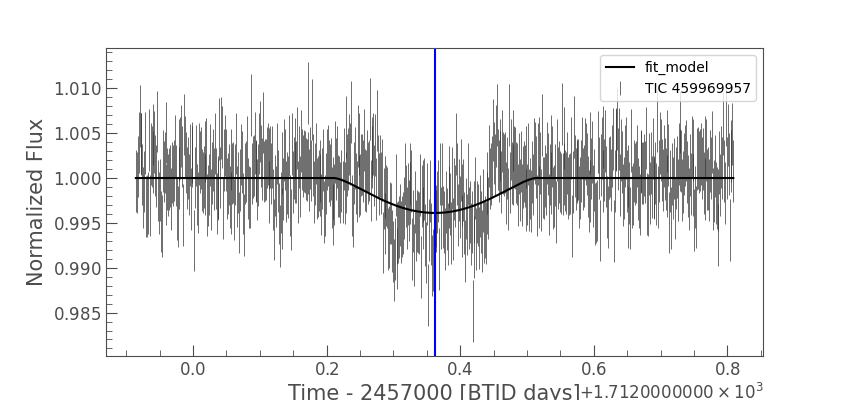 fit_model
TIC 459969957
1.010
1.005
1.000
0.995
0.990
0.985
Normalized Flux
0.0 0.2 0.4 0.6 0.8
Time - 2457000 [BTJD days]
+1.7120000000 × 10³